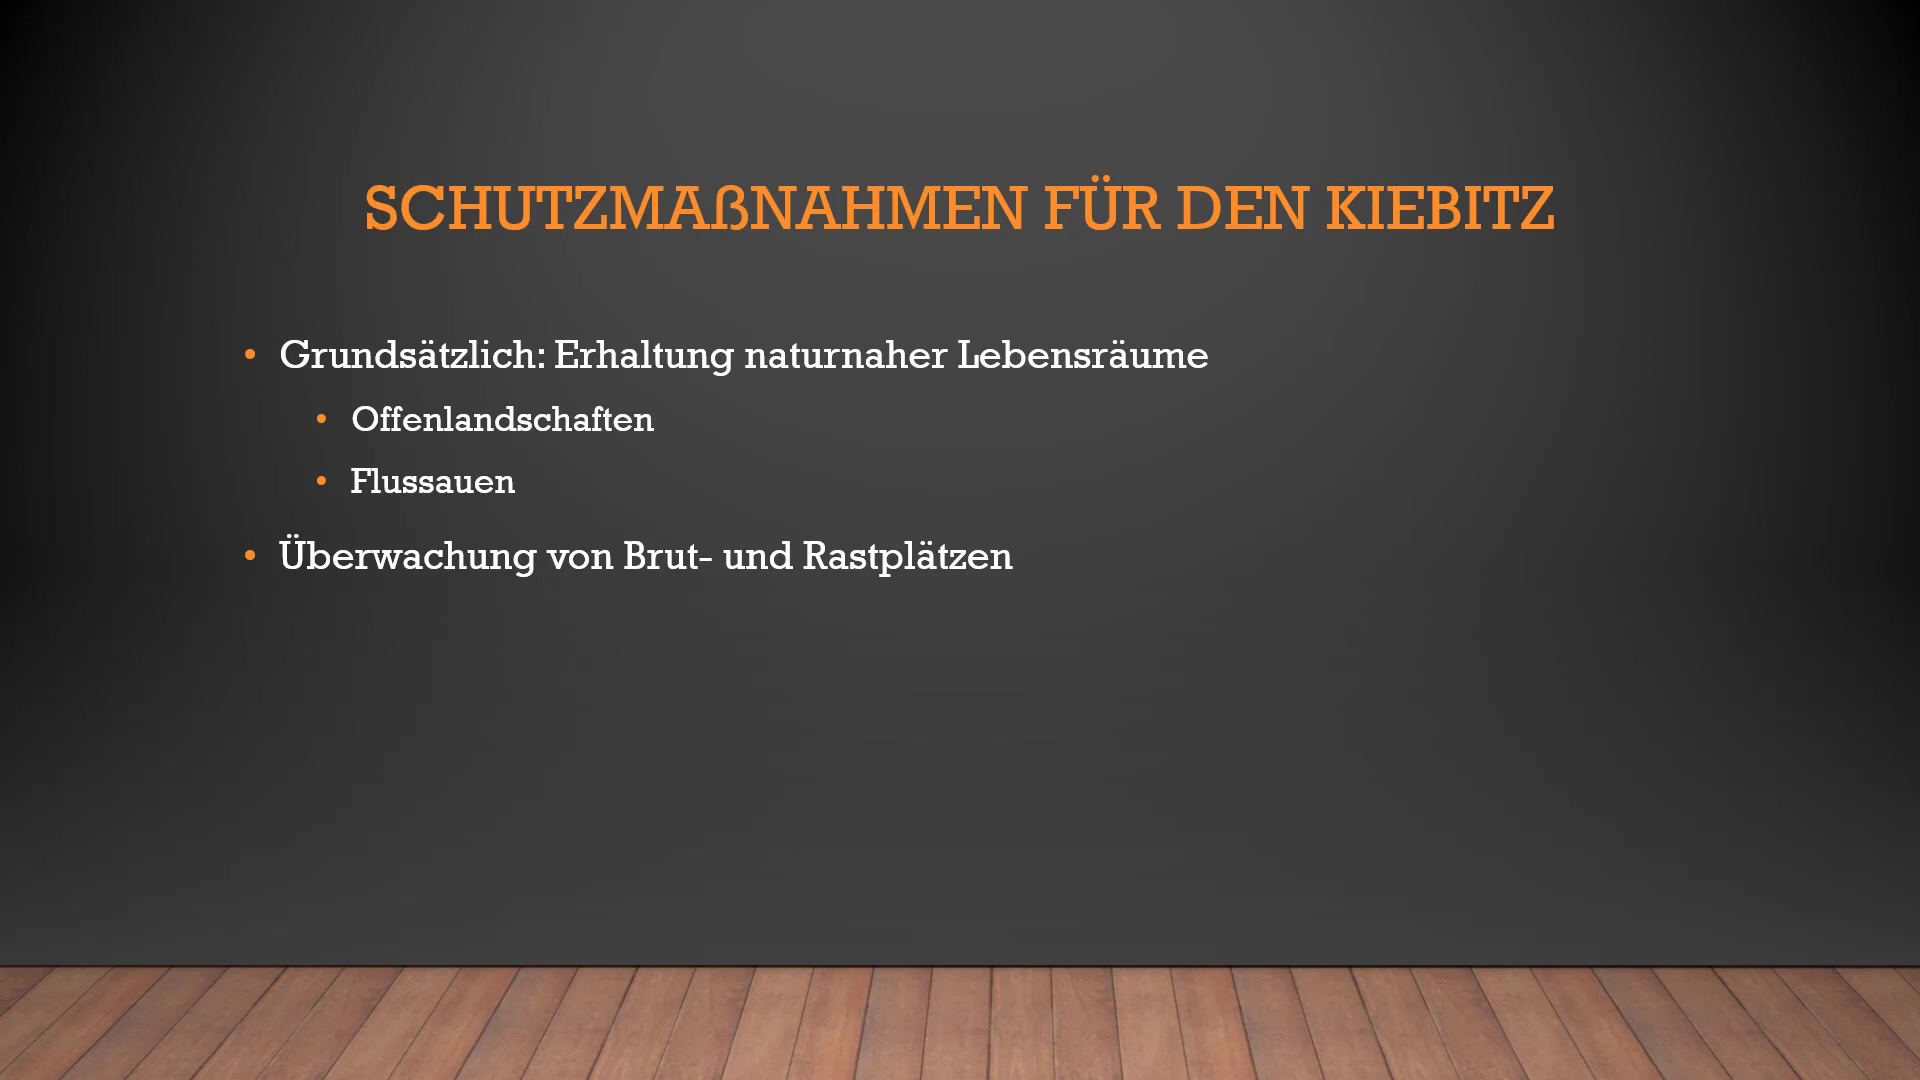 SCHUTZMAßNAHMEN FÜR DEN KIEBITZ
• Grundsätzlich: Erhaltung naturnaher Lebensräume
• Offenlandschaften
• Flussauen
• Überwachung von Brut- und Rastplätzen